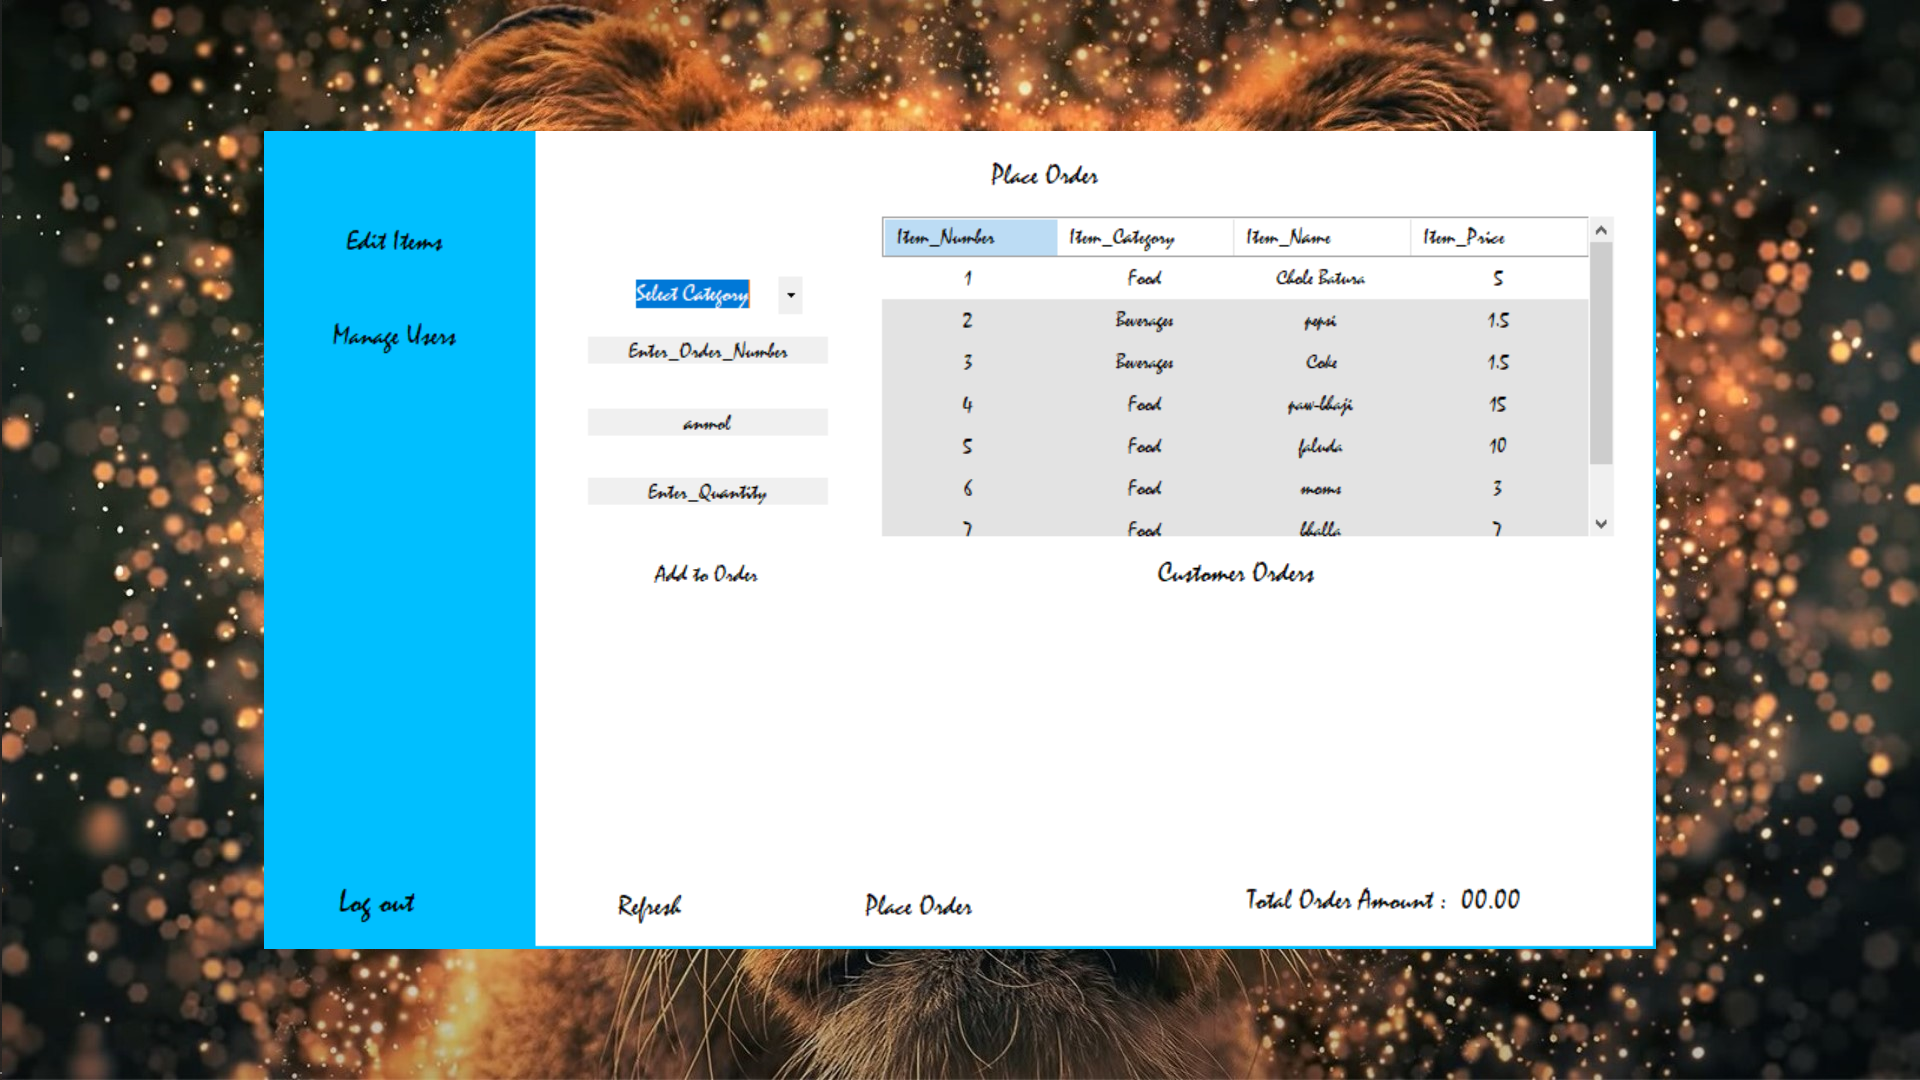 Place Order
Edit Items
Manage Users
Select Category
Enter_Order_Number
anmol
Enter_Quantity
Add to Order
Item_Number Item_Category Item_Name Item_Price
1 Food Chole Batura 5
2 Beverages pepsi 1.5
3 Beverages Coke 1.5
4 Food paw-bhaji 15
5 Food faluda 10
6 Food moms 3
7 Food bhalla 7
Customer Orders
Log out
Refresh
Place Order
Total Order Amount : 00.00